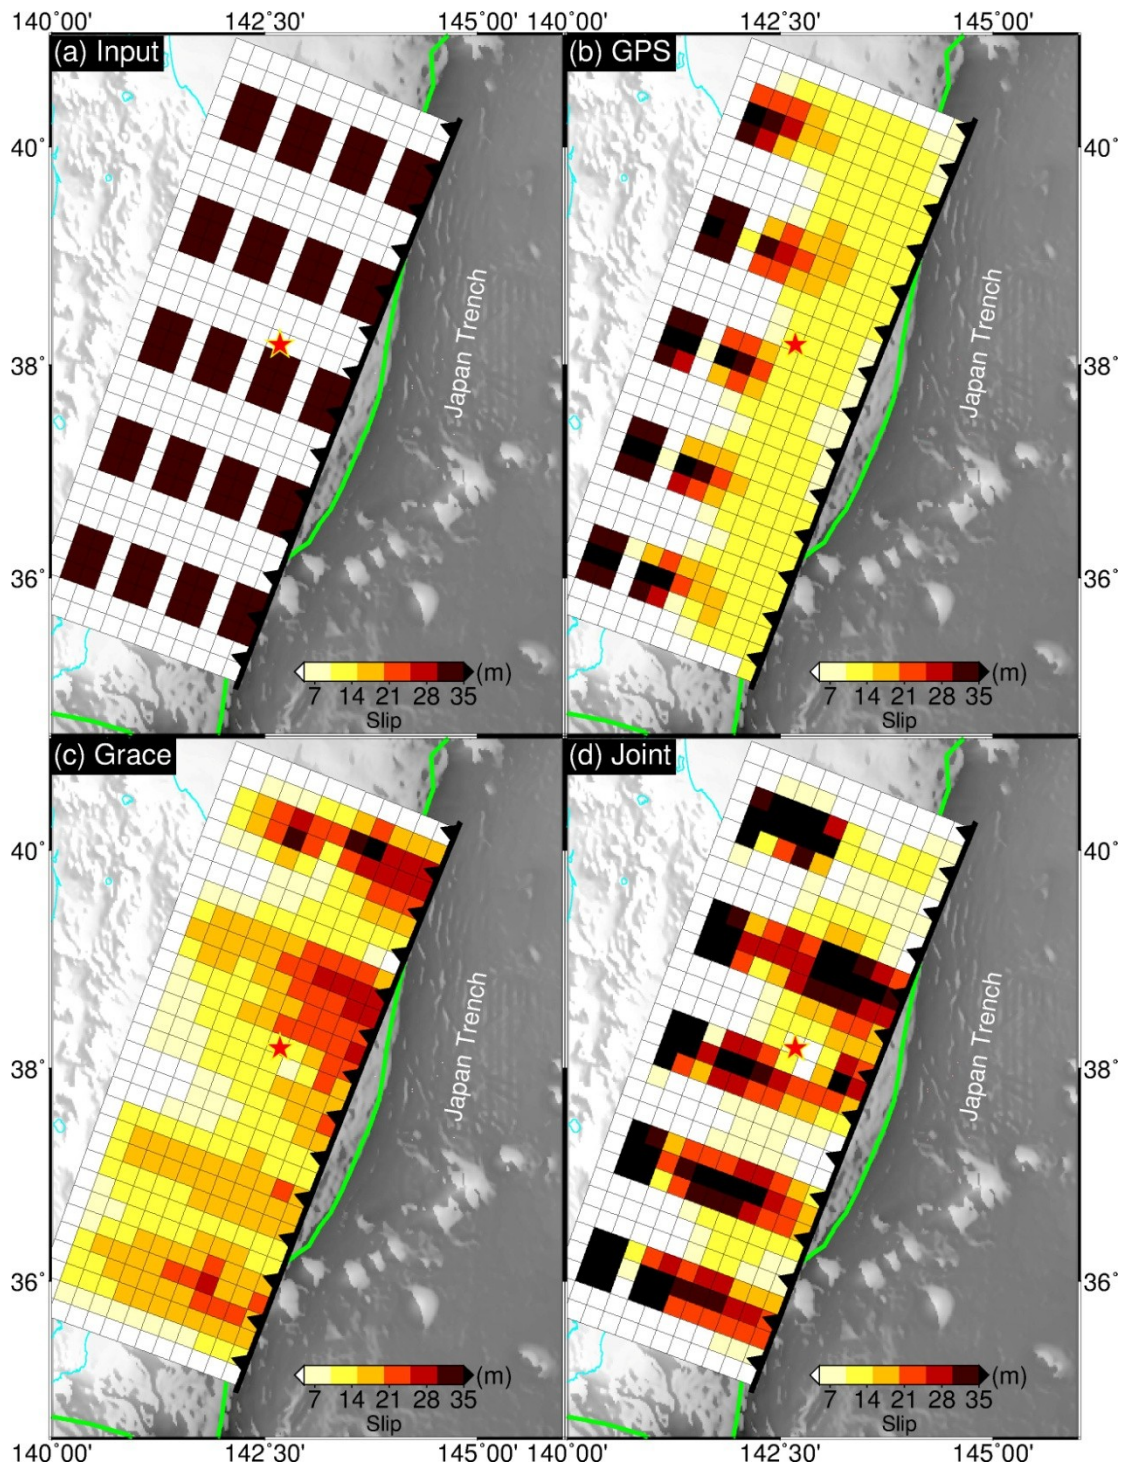 140°00' 142°30' 145°00' 140°00' 142°30' 145°00'
(a) Input
(b) GPS
40° 40°
38° 38°
36° 36°
Japan Trench
Japan Trench
(m)
7 14 21 28 35
Slip
(m)
7 14 21 28 35
Slip
(c) Grace
(d) Joint
40° 40°
38° 38°
36° 36°
Japan Trench
Japan Trench
(m)
7 14 21 28 35
Slip
(m)
7 14 21 28 35
Slip
140°00' 142°30' 145°00' 140°00' 142°30' 145°00'